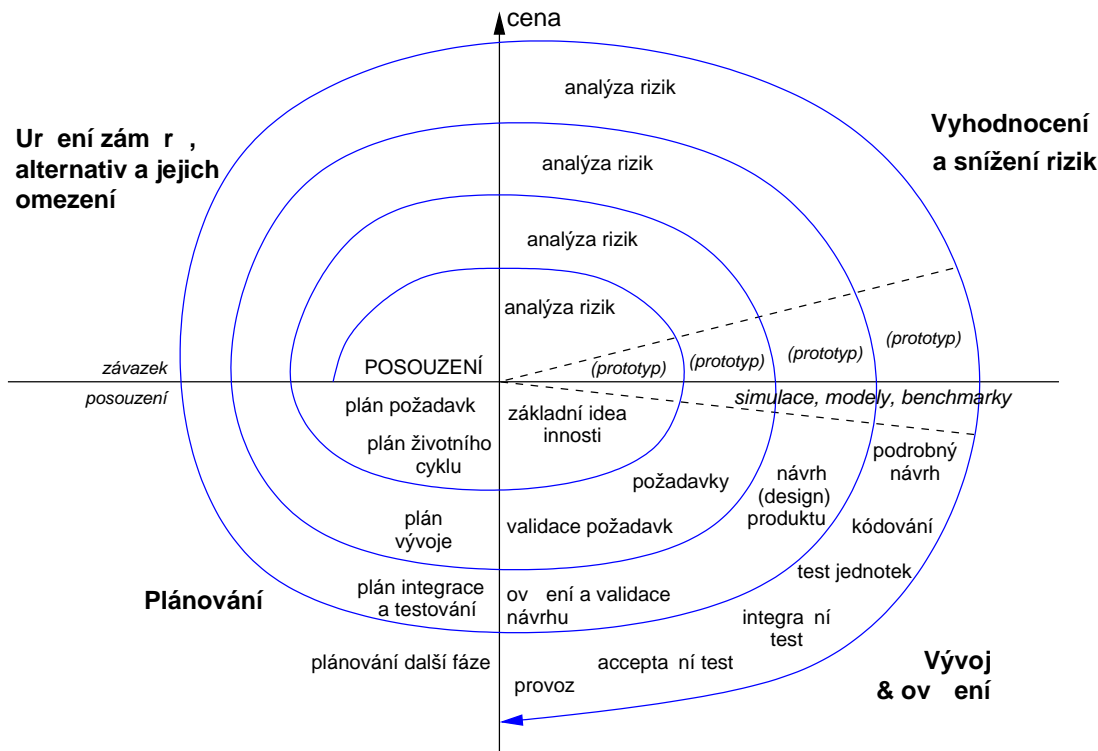 cena
analýza rizik
Ur ení zám r ,
alternativ a jejich
omezení
Vyhodnocení
a snížení rizik
analýza rizik
analýza rizik
analýza rizik
závazek
POSOUZENÍ
(prototyp)
(prototyp)
(prototyp)
(prototyp)
posouzení
simulace, modely, benchmarky
plán požadavk
základní idea
innosti
plán životního
cyklu
podrobný
návrh
požadavky
návrh
(design)
produktu
plán
vývoje
validace požadavk
kódování
test jednotek
Plánování
plán integrace
a testování
ov ení a validace
návrhu
integra ní
test
plánování další fáze
accepta ní test
provoz
Vývoj
& ov ení